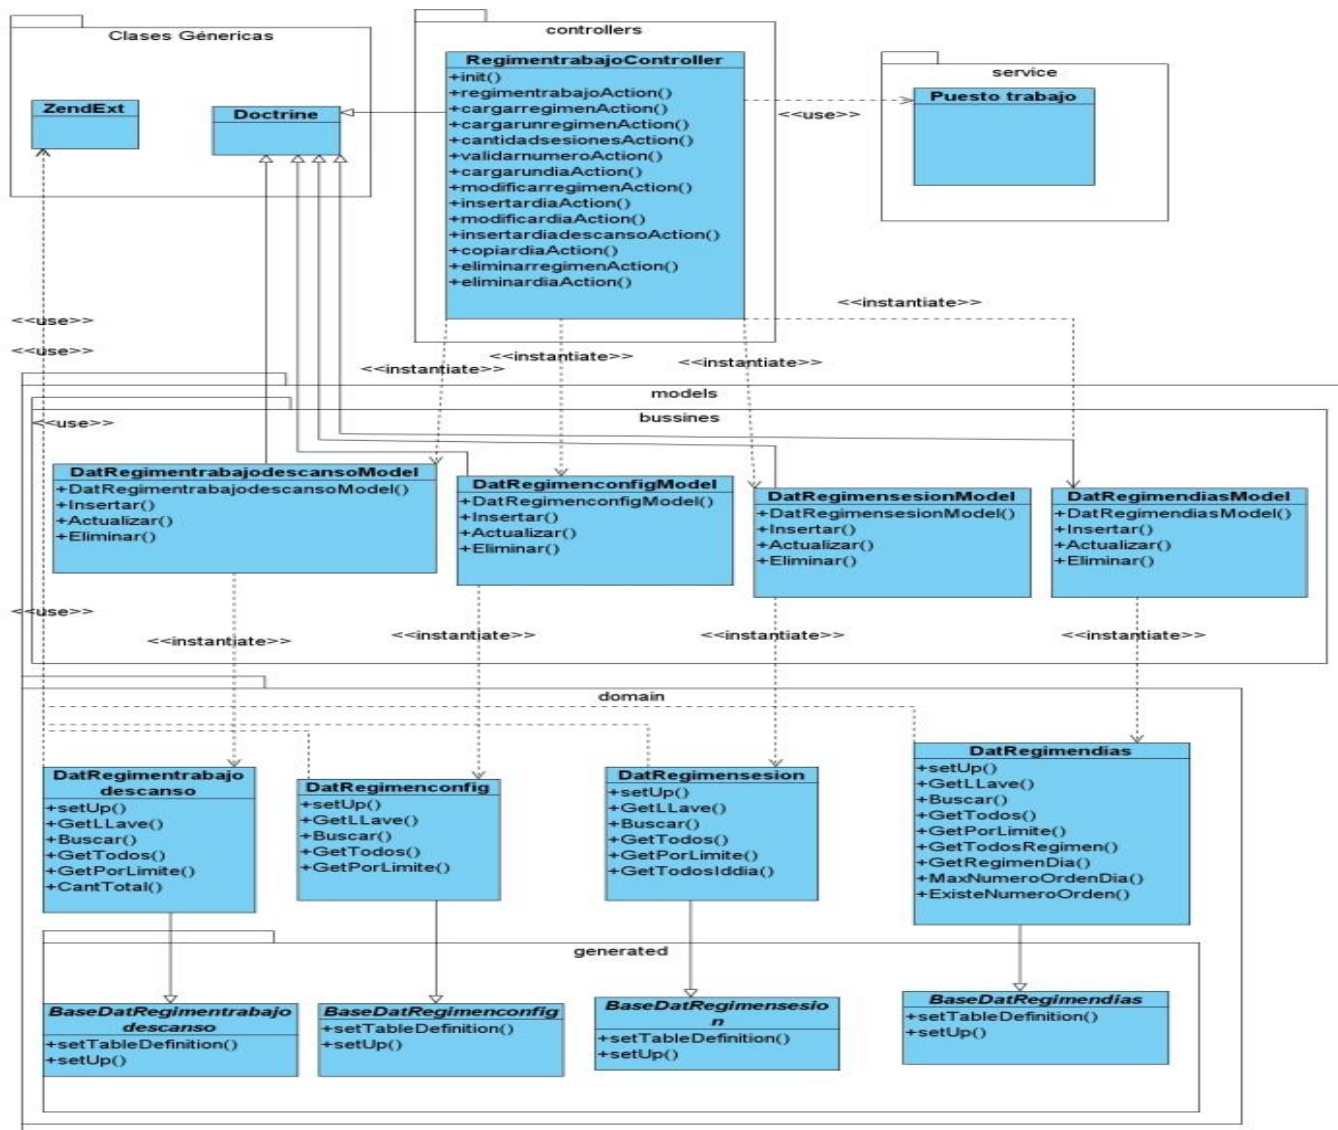 Clases Génericas
ZendExt
Doctrine
controllers
RegimentrabajoController
+init()
+regimentrabajoAction()
+cargarregimenAction()
+cargarunregimenAction()
+cantidadsesionesAction()
+validarnumeroAction()
+cargarundiaAction()
+modificarregimenAction()
+insertardiaAction()
+modificardiaAction()
+insertardiadescansoAction()
+copiardiaAction()
+eliminarregimenAction()
+eliminardiaAction()
<<use>>
service
Puesto trabajo
<<use>>
<<use>>
<<instantiate>>
<<instantiate>>
<<instantiate>>
<<instantiate>>
models
bussines
<<use>>
DatRegimentrabajodescansoModel
+DatRegimentrabajodescansoModel()
+Insertar()
+Actualizar()
+Eliminar()
DatRegimenconfigModel
+DatRegimenconfigModel()
+Insertar()
+Actualizar()
+Eliminar()
DatRegimensesionModel
+DatRegimensesionModel()
+Insertar()
+Actualizar()
+Eliminar()
DatRegimendiasModel
+DatRegimendiasModel()
+Insertar()
+Actualizar()
+Eliminar()
<<use>>
<<instantiate>>
<<instantiate>>
<<instantiate>>
<<instantiate>>
domain
DatRegimentrabajo
descanso
+setUp()
+GetLLave()
+Buscar()
+GetTodos()
+GetPorLimite()
+CantTotal()
DatRegimenconfig
+setUp()
+GetLLave()
+Buscar()
+GetTodos()
+GetPorLimite()
DatRegimensesion
+setUp()
+GetLLave()
+Buscar()
+GetTodos()
+GetPorLimite()
+GetTodosIddia()
DatRegimendias
+setUp()
+GetLLave()
+Buscar()
+GetTodos()
+GetPorLimite()
+GetTodosRegimen()
+GetRegimenDia()
+MaxNumeroOrdenDia()
+ExisteNumeroOrden()
generated
BaseDatRegimentrabajo
descanso
+setTableDefinition()
+setUp()
BaseDatRegimenconfig
+setTableDefinition()
+setUp()
BaseDatRegimensesio
n
+setTableDefinition()
+setUp()
BaseDatRegimendias
+setTableDefinition()
+setUp()